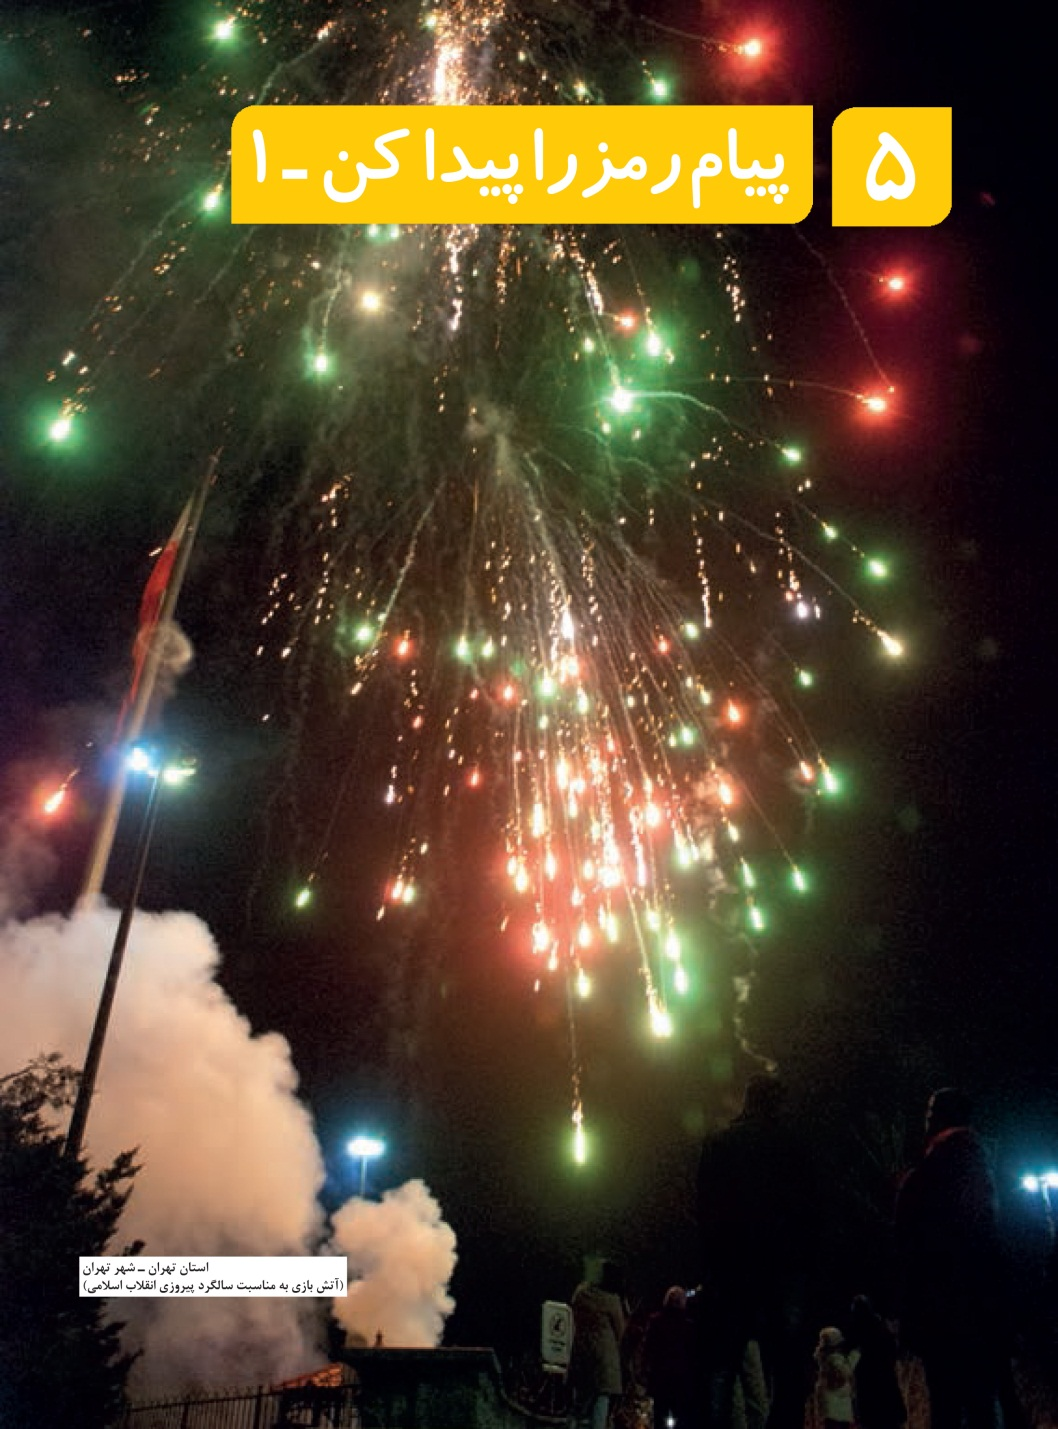 ۵
پیام رمز را پیدا کن ـ ۱
استان تهران ـ شهر تهران
(آتش بازی به مناسبت سالگرد پیروزی انقلاب اسلامی)